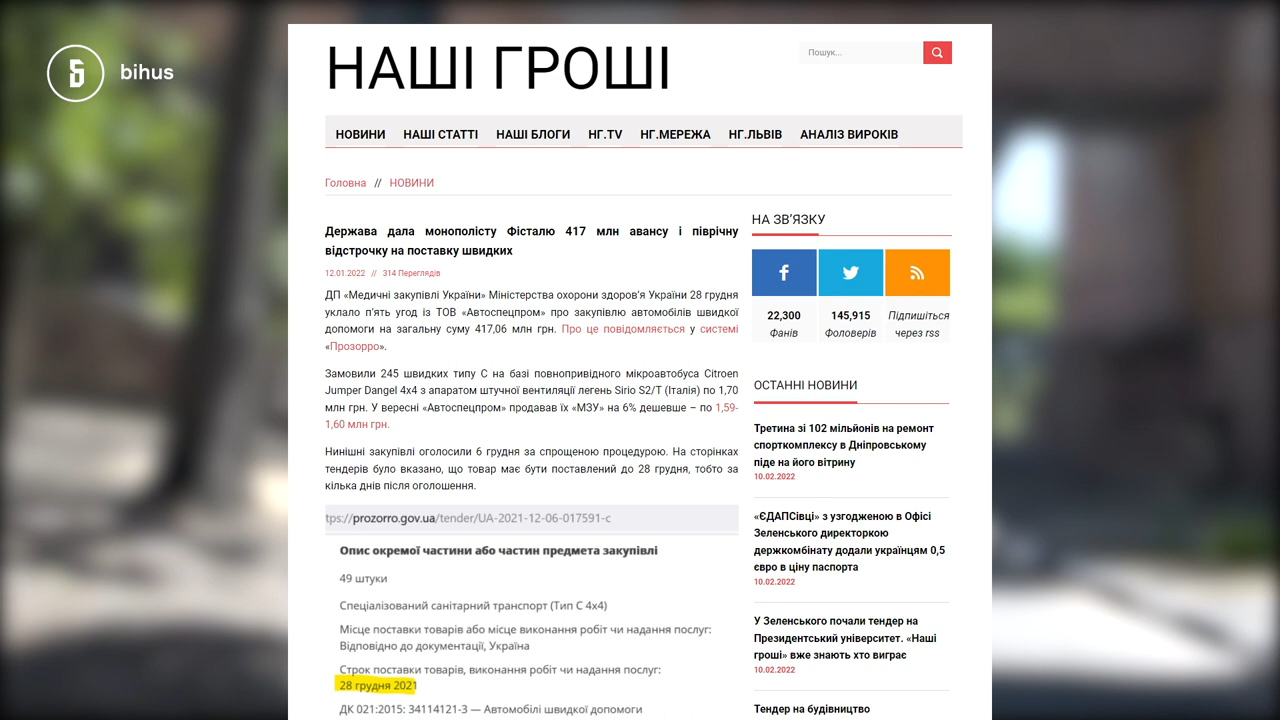 bihus
НАШІ ГРОШІ
Пошук...
НОВИНИ НАШІ СТАТТІ НАШІ БЛОГИ НГ.TV НГ.МЕРЕЖА НГ.ЛЬВІВ АНАЛІЗ ВИРОКІВ
Головна // НОВИНИ
Держава дала монополісту Фісталю 417 млн авансу і піврічну
відстрочку на поставку швидких
12.01.2022 // 314 Переглядів
ДП «Медичні закупівлі України» Міністерства охорони здоров’я України 28 грудня
уклало п’ять угод із ТОВ «Автоспецпром» про закупівлю автомобілів швидкої
допомоги на загальну суму 417,06 млн грн. Про це повідомляється у системі
«Прозорро».
Замовили 245 швидких типу С на базі повнопривідного мікроавтобуса Citroen
Jumper Dangel 4x4 з апаратом штучної вентиляції легень Sirio S2/T (Італія) по 1,70
млн грн. У вересні «Автоспецпром» продавав їх «МЗУ» на 6% дешевше – по 1,59-
1,60 млн грн.
Нинішні закупівлі оголосили 6 грудня за спрощеною процедурою. На сторінках
тендерів було вказано, що товар має бути поставлений до 28 грудня, тобто за
кілька днів після оголошення.
tps://prozorro.gov.ua/tender/UA-2021-12-06-017591-c
Опис окремої частини або частин предмета закупівлі
49 штуки
Спеціалізований санітарний транспорт (Тип С 4х4)
Місце поставки товарів або місце виконання робіт чи надання послуг:
Відповідно до документації, Україна
Строк поставки товарів, виконання робіт чи надання послуг:
28 грудня 2021
ДК 021:2015: 34114121-3 — Автомобілі швидкої допомоги
НА ЗВ’ЯЗКУ
22,300 145,915 Підпишіться
Фанів Фоловерів через rss
ОСТАННІ НОВИНИ
Третина зі 102 мільйонів на ремонт
спорткомплексу в Дніпровському
піде на його вітрину
10.02.2022
«ЄДАПСівці» з узгодженою в Офісі
Зеленського директоркою
держкомбінату додали українцям 0,5
євро в ціну паспорта
10.02.2022
У Зеленського почали тендер на
Президентський університет. «Наші
гроші» вже знають хто виграє
10.02.2022
Тендер на будівництво